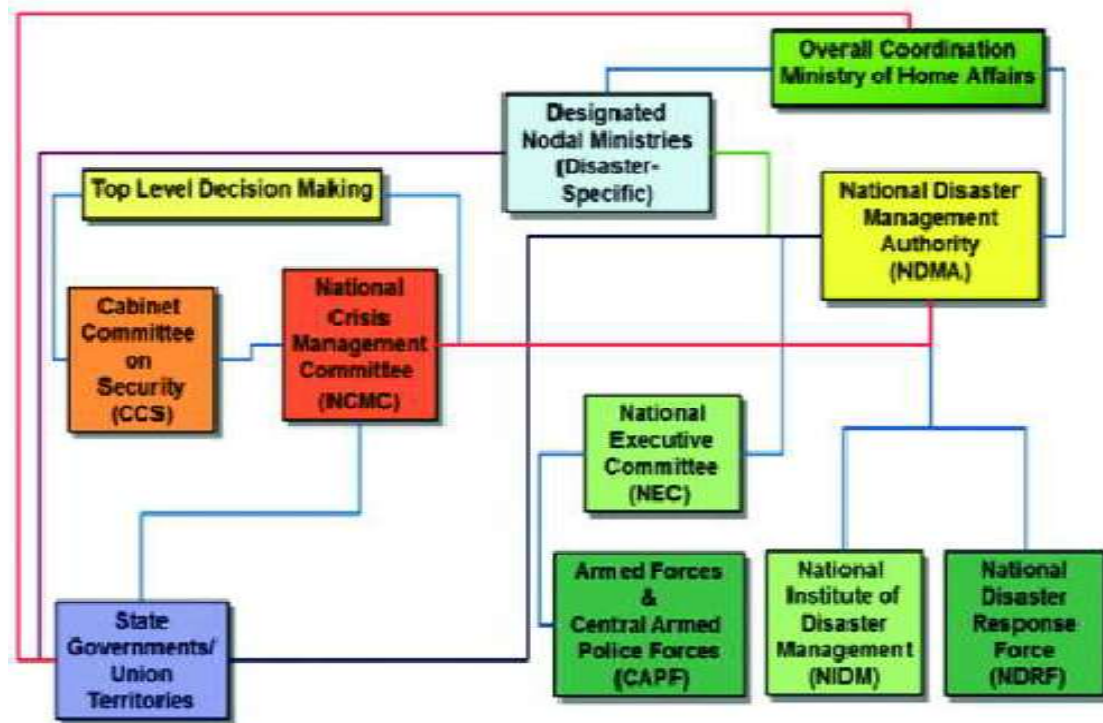 Overall Coordination
Ministry of Home Affairs
Designated
Nodal Ministries
(Disaster-
Specific)
Top Level Decision Making
National Disaster
Management
Authority
(NDMA)
Cabinet
Committee
on
Security
(CCS)
National
Crisis
Management
Committee
(NCMC)
National
Executive
Committee
(NEC)
Armed Forces
&
Central Armed
Police Forces
(CAPF)
National
Institute of
Disaster
Management (NIDM)
National
Disaster
Response
Force
(NDRF)
State
Governments/
Union
Territories